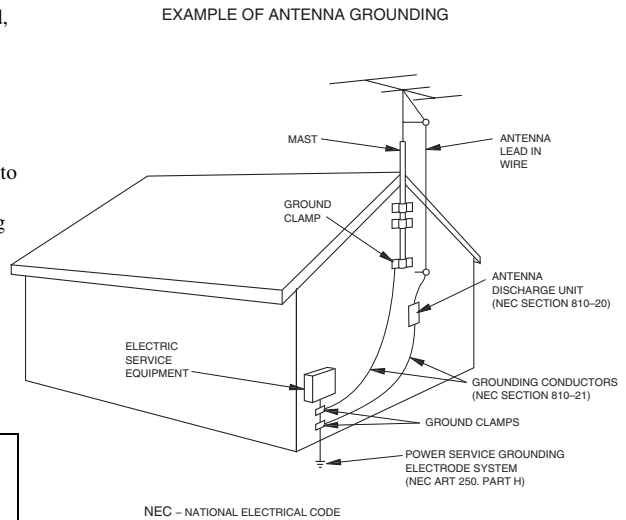 l,
EXAMPLE OF ANTENNA GROUNDING
to
g
MAST
ANTENNA
LEAD IN
WIRE
GROUND
CLAMP
ANTENNA
DISCHARGE UNIT
(NEC SECTION 810–20)
ELECTRIC
SERVICE
EQUIPMENT
GROUNDING CONDUCTORS
(NEC SECTION 810–21)
GROUND CLAMPS
POWER SERVICE GROUNDING
ELECTRODE SYSTEM
(NEC ART 250. PART H)
NEC – NATIONAL ELECTRICAL CODE